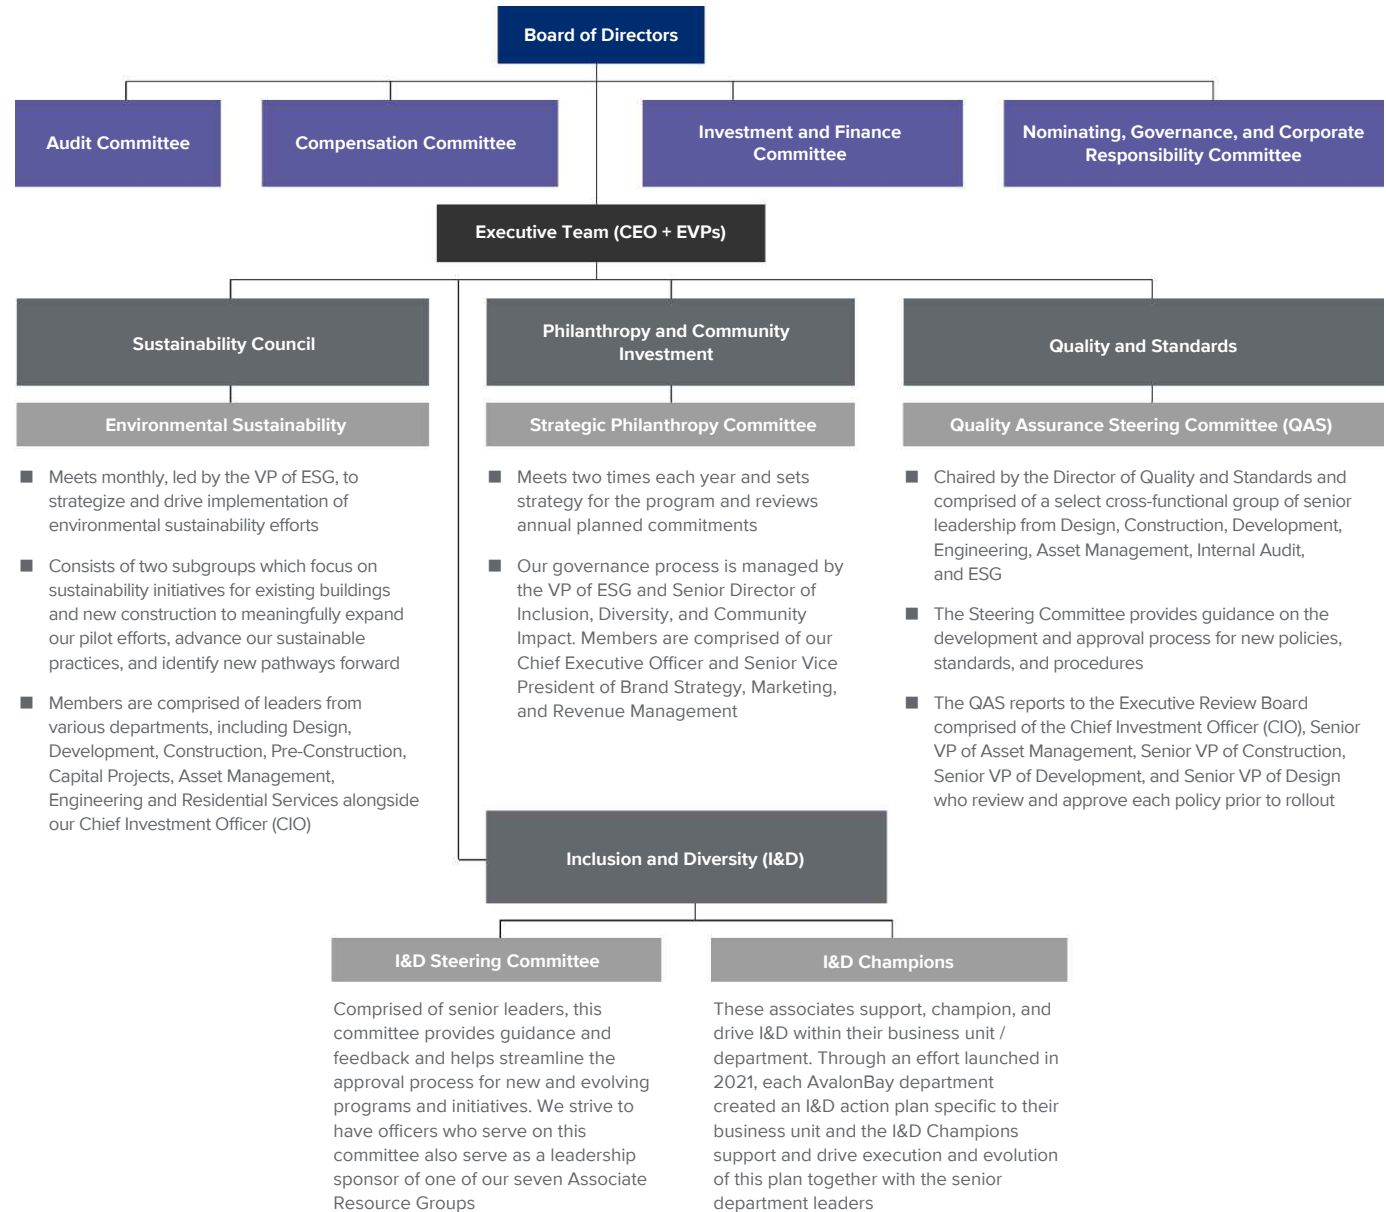 Board of Directors
Audit Committee
Compensation Committee
Investment and Finance
Committee
Nominating, Governance, and Corporate
Responsibility Committee
Executive Team (CEO + EVPs)
Sustainability Council
Environmental Sustainability
■ Meets monthly, led by the VP of ESG, to
strategize and drive implementation of
environmental sustainability efforts
■ Consists of two subgroups which focus on
sustainability initiatives for existing buildings
and new construction to meaningfully expand
our pilot efforts, advance our sustainable
practices, and identify new pathways forward
■ Members are comprised of leaders from
various departments, including Design,
Development, Construction, Pre-Construction,
Capital Projects, Asset Management,
Engineering and Residential Services alongside
our Chief Investment Officer (CIO)
Philanthropy and Community
Investment
Strategic Philanthropy Committee
■ Meets two times each year and sets
strategy for the program and reviews
annual planned commitments
■ Our governance process is managed by
the VP of ESG and Senior Director of
Inclusion, Diversity, and Community
Impact. Members are comprised of our
Chief Executive Officer and Senior Vice
President of Brand Strategy, Marketing,
and Revenue Management
Quality and Standards
Quality Assurance Steering Committee (QAS)
■ Chaired by the Director of Quality and Standards and
comprised of a select cross-functional group of senior
leadership from Design, Construction, Development,
Engineering, Asset Management, Internal Audit,
and ESG
■ The Steering Committee provides guidance on the
development and approval process for new policies,
standards, and procedures
■ The QAS reports to the Executive Review Board
comprised of the Chief Investment Officer (CIO), Senior
VP of Asset Management, Senior VP of Construction,
Senior VP of Development, and Senior VP of Design
who review and approve each policy prior to rollout
Inclusion and Diversity (I&D)
I&D Steering Committee
Comprised of senior leaders, this
committee provides guidance and
feedback and helps streamline the
approval process for new and evolving
programs and initiatives. We strive to
have officers who serve on this
committee also serve as a leadership
sponsor of one of our seven Associate
Resource Groups
I&D Champions
These associates support, champion, and
drive I&D within their business unit /
department. Through an effort launched in
2021, each AvalonBay department
created an I&D action plan specific to their
business unit and the I&D Champions
support and drive execution and evolution
of this plan together with the senior
department leaders